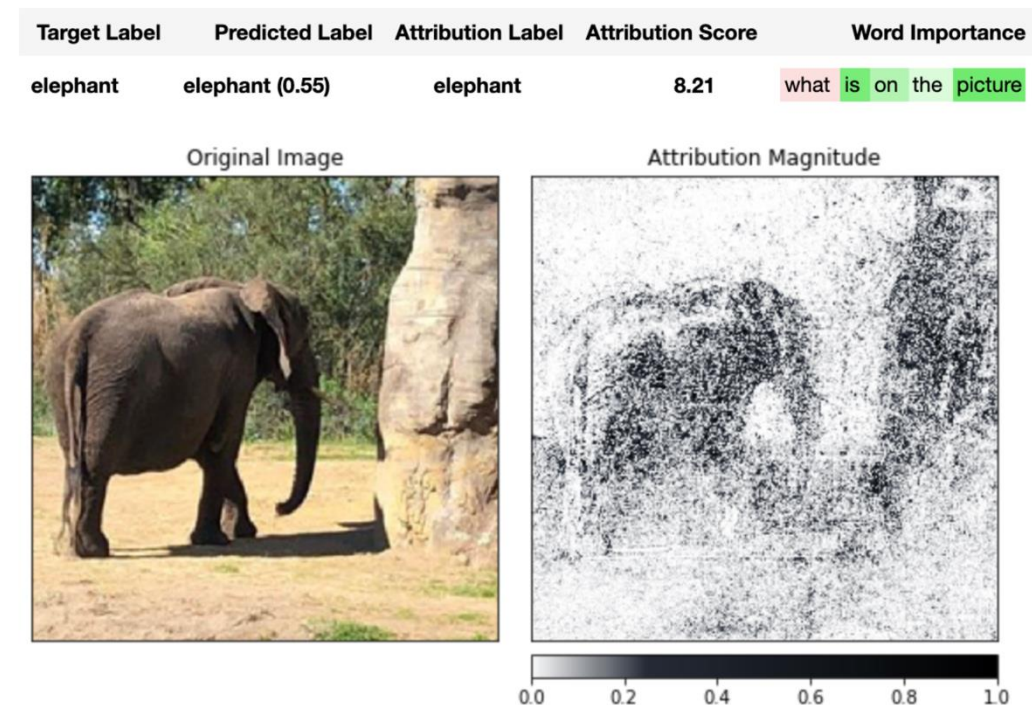 Target Label Predicted Label Attribution Label Attribution Score Word Importance
elephant elephant (0.55) elephant 8.21 what is on the picture
Original Image Attribution Magnitude
0.0 0.2 0.4 0.6 0.8 1.0